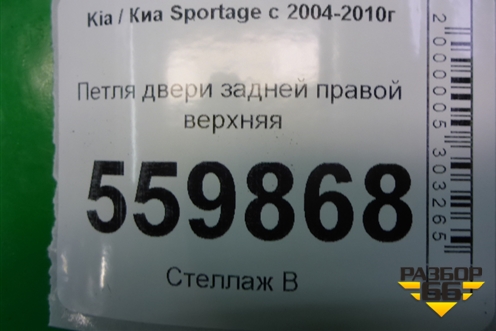 Kia / Киа Sportage с 2004-2010г
Петля двери задней правой
верхняя
559868
Стеллаж В
2000005303265
РАЗБОР
66